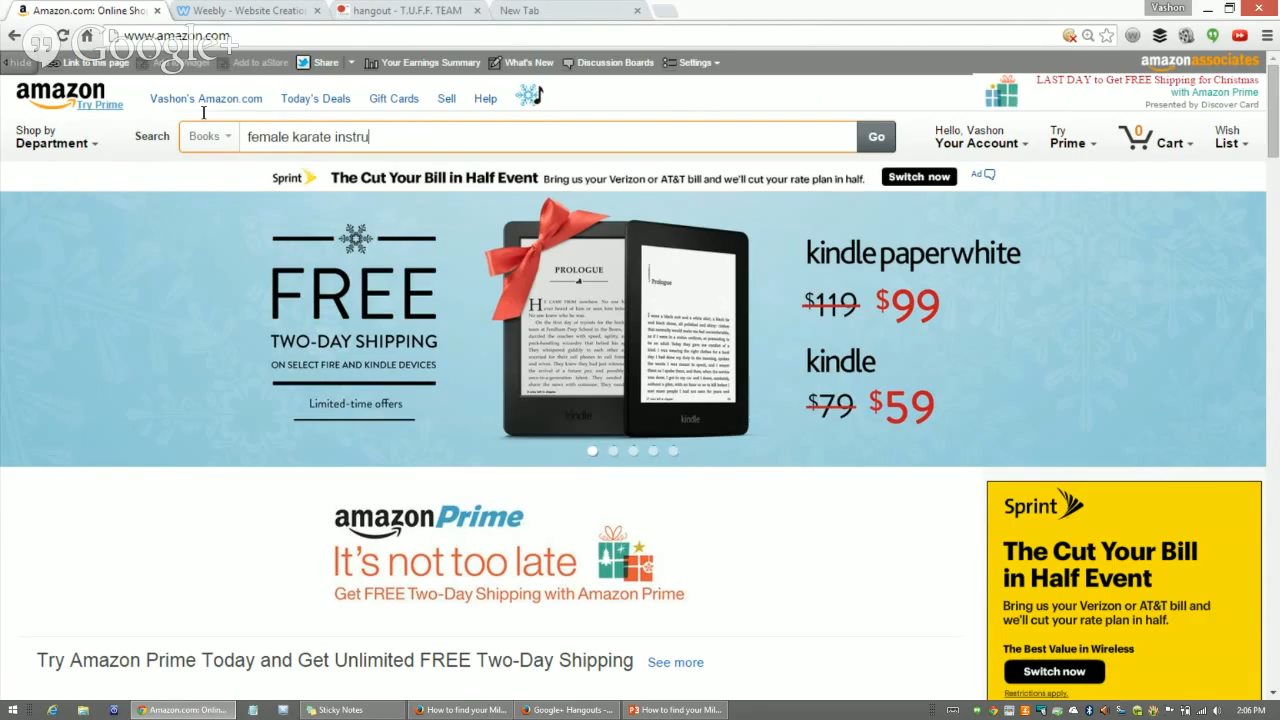 Amazon.com: Online Sho
Weebly - Website Creatio
hangout - T.U.F.F. TEAM
New Tab
Vashon
www.amazon.com
Google+
hide
Link to this page
Add to Widget
Add to aStore
Share
Your Earnings Summary
What's New
Discussion Boards
Settings
amazonassociates
amazon
Try Prime
Vashon's Amazon.com
Today's Deals
Gift Cards
Sell
Help
LAST DAY to Get FREE Shipping for Christmas
with Amazon Prime
Presented by Discover Card
Shop by
Department
Search
Books
female karate instru
Go
Hello, Vashon
Your Account
Try
Prime
0
Cart
Wish
List
Sprint
The Cut Your Bill in Half Event Bring us your Verizon or AT&T bill and we'll cut your rate plan in half.
Switch now
Ad
FREE
TWO-DAY SHIPPING
ON SELECT FIRE AND KINDLE DEVICES
Limited-time offers
PROLOGUE
kindle
Prologue
kindle
kindle paperwhite
$119 $99
kindle
$79 $59
amazonPrime
It's not too late
Get FREE Two-Day Shipping with Amazon Prime
Try Amazon Prime Today and Get Unlimited FREE Two-Day Shipping
See more
Sprint
The Cut Your Bill
in Half Event
Bring us your Verizon or AT&T bill and
we'll cut your rate plan in half.
The Best Value in Wireless
Switch now
Restrictions apply.
Amazon.com: Onlin...
Sticky Notes
How to find your Mil...
Google+ Hangouts -...
How to find your Mil...
2:06 PM